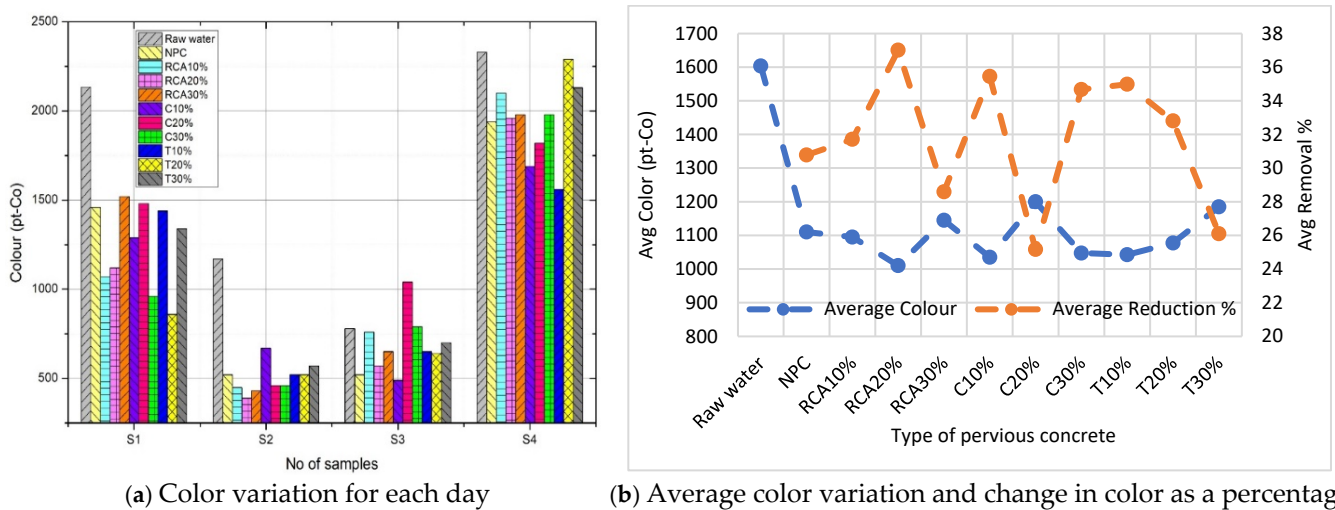 2500
2000
1500
1000
500
Colour (pt-Co)
Raw water
NPC
RCA10%
RCA20%
RCA30%
C10%
C20%
C30%
T10%
T20%
T30%
S1 S2 S3 S4
No of samples
(a) Color variation for each day
1700
1600
1500
1400
1300
1200
1100
1000
900
800
Avg Color (pt-Co)
38
36
34
32
30
28
26
24
22
20
Avg Removal %
Average Colour Average Reduction %
Raw water NPC RCA10% RCA20% RCA30% C10% C20% C30% T10% T20% T30%
Type of pervious concrete
(b) Average color variation and change in color as a percentag